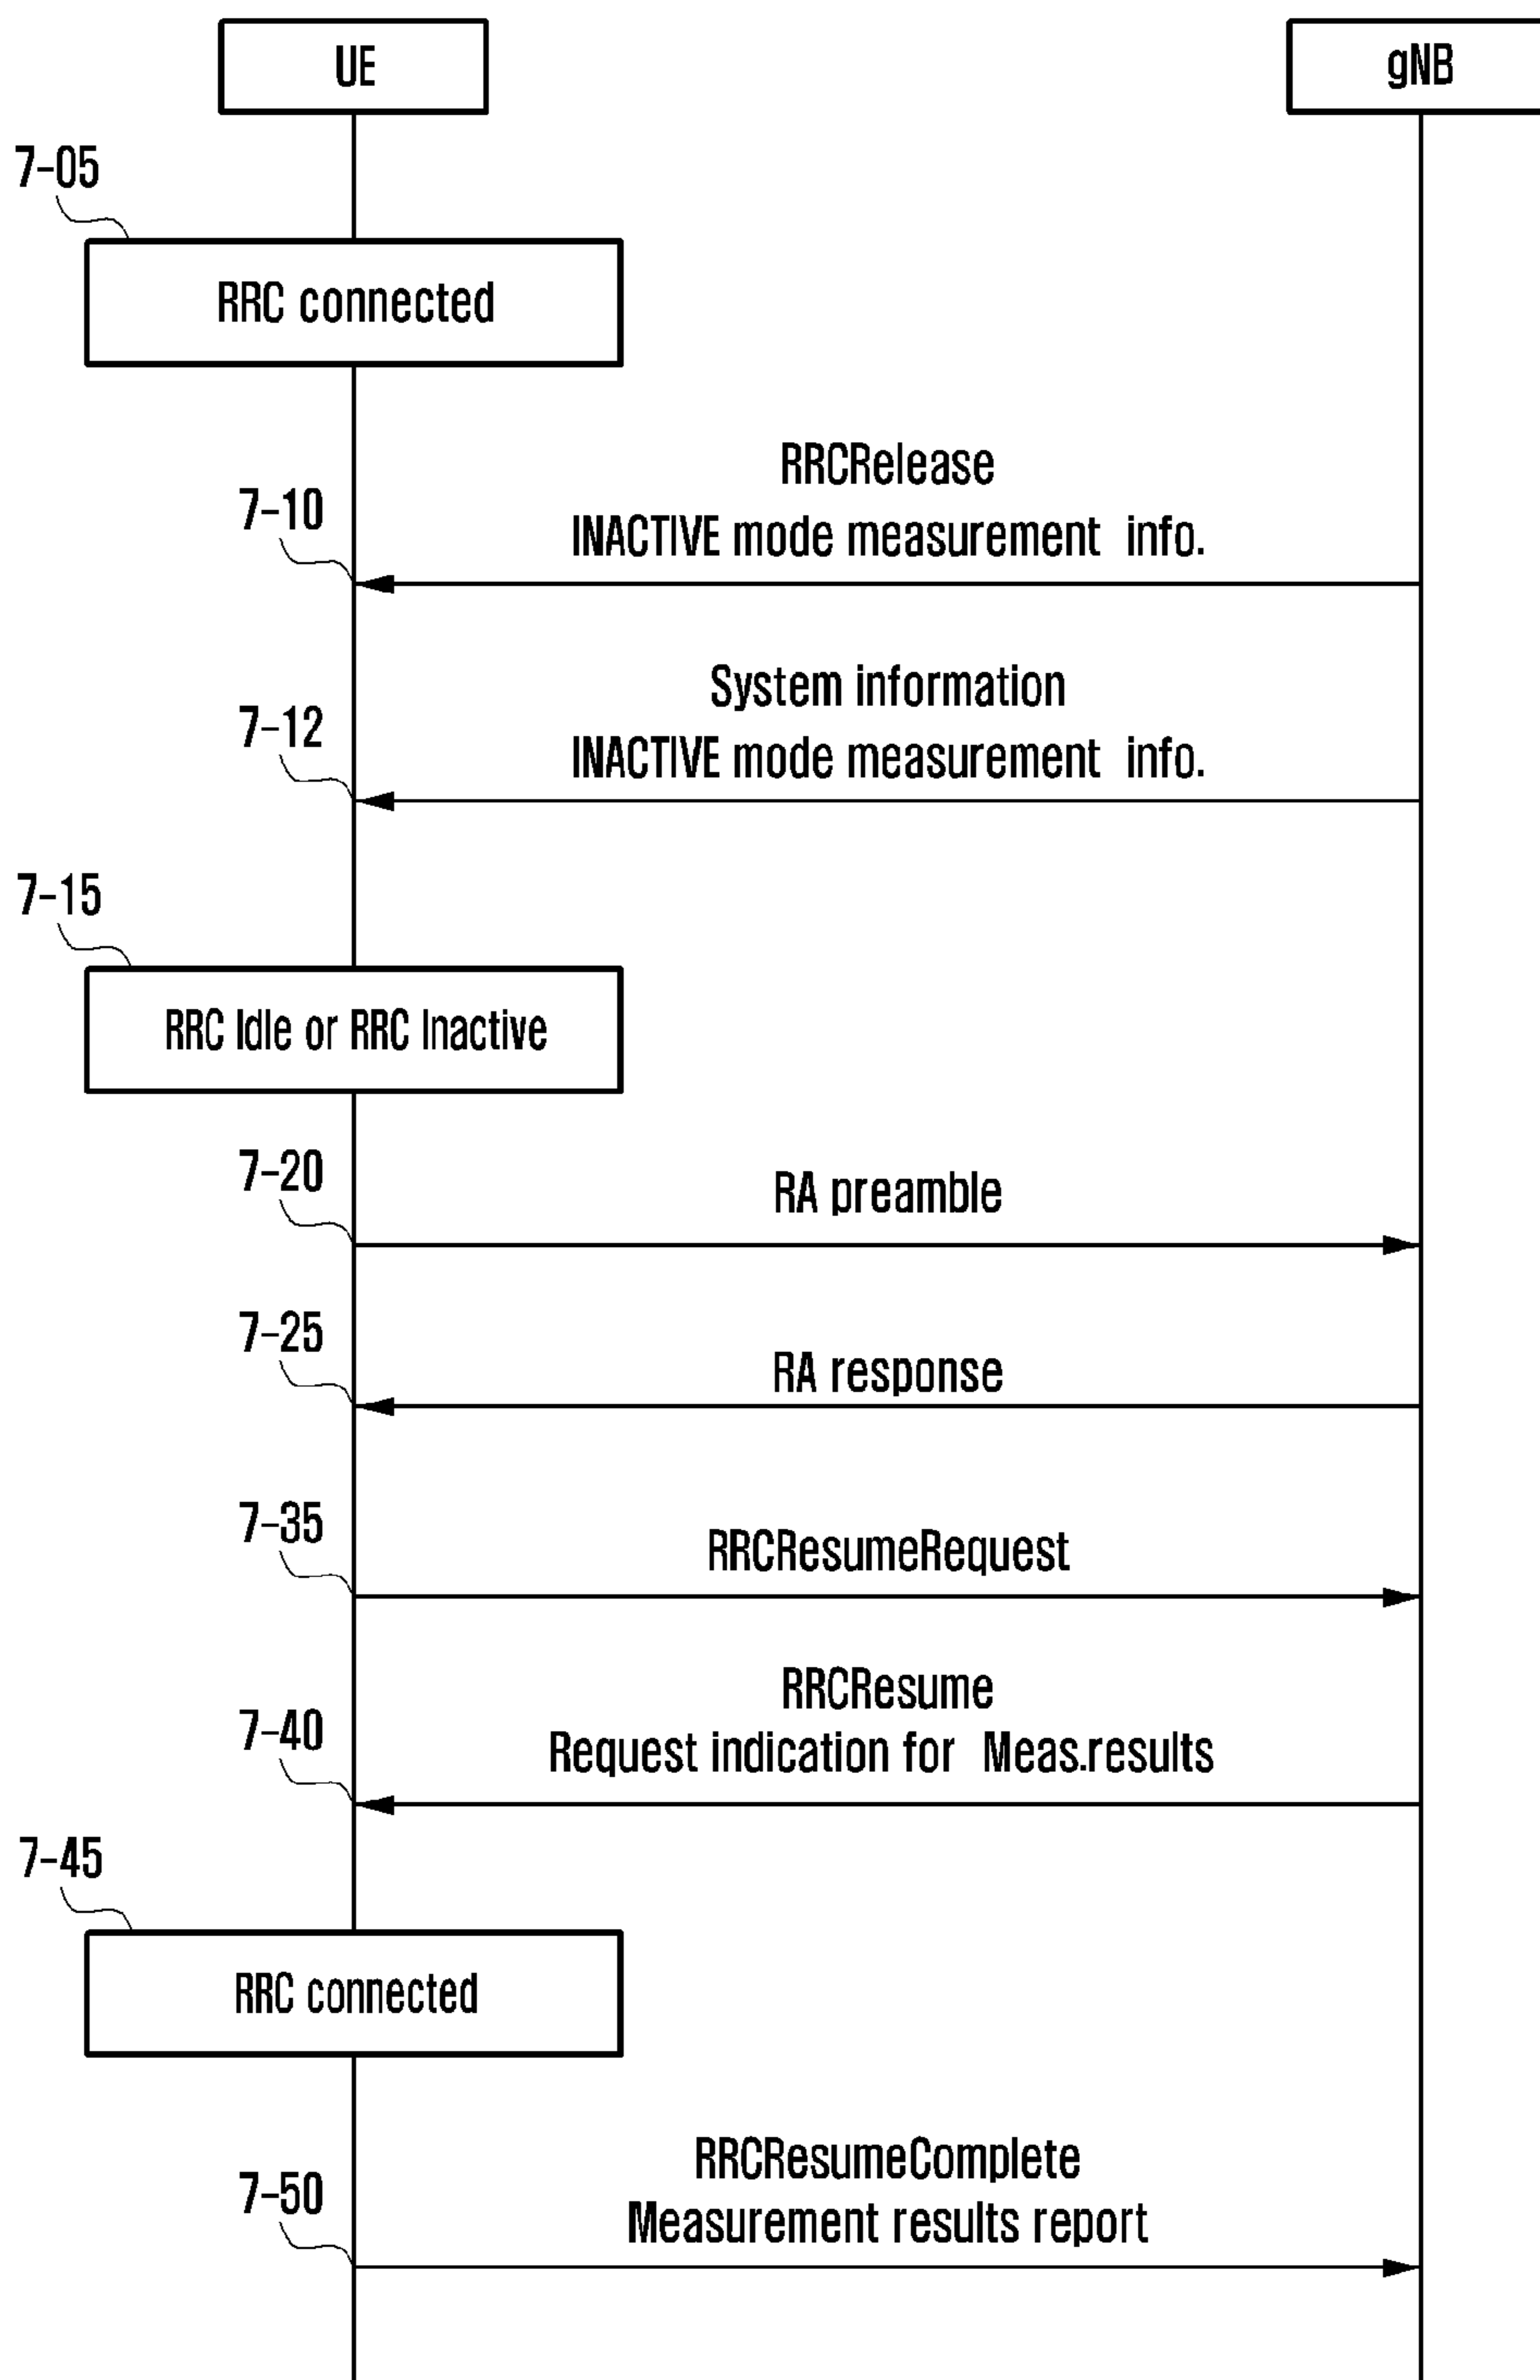 UE
gNB
7-05
RRC connected
RRCRelease
7-10
INACTIVE mode measurement info.
System information
7-12
INACTIVE mode measurement info.
7-15
RRC Idle or RRC Inactive
7-20
RA preamble
7-25
RA response
7-35
RRCResumeRequest
RRCResume
7-40
Request indication for Meas.results
7-45
RRC connected
RRCResumeComplete
7-50
Measurement results report